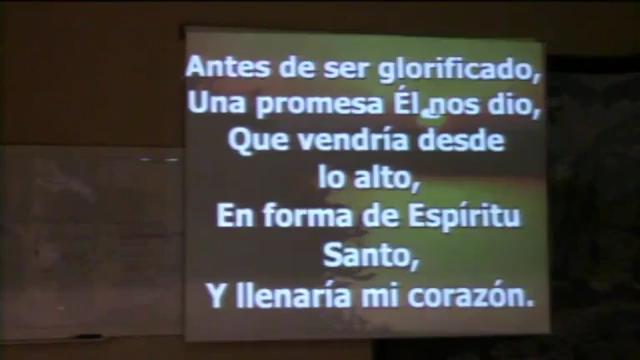 Antes de ser glorificado,
Una promesa Él nos dio,
Que vendría desde
lo alto,
En forma de Espíritu
Santo,
Y llenaría mi corazón.